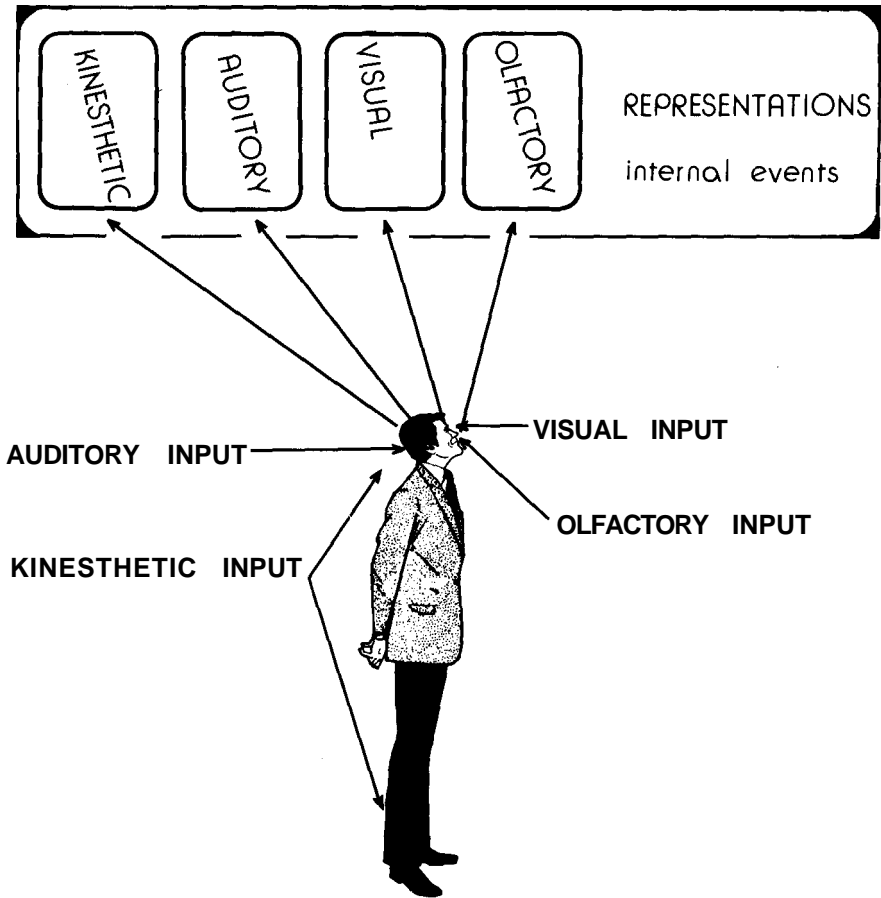 KINESTHETIC
AUDITORY
VISUAL
OLFACTORY
REPRESENTATIONS
internal events
VISUAL INPUT
AUDITORY INPUT
OLFACTORY INPUT
KINESTHETIC INPUT